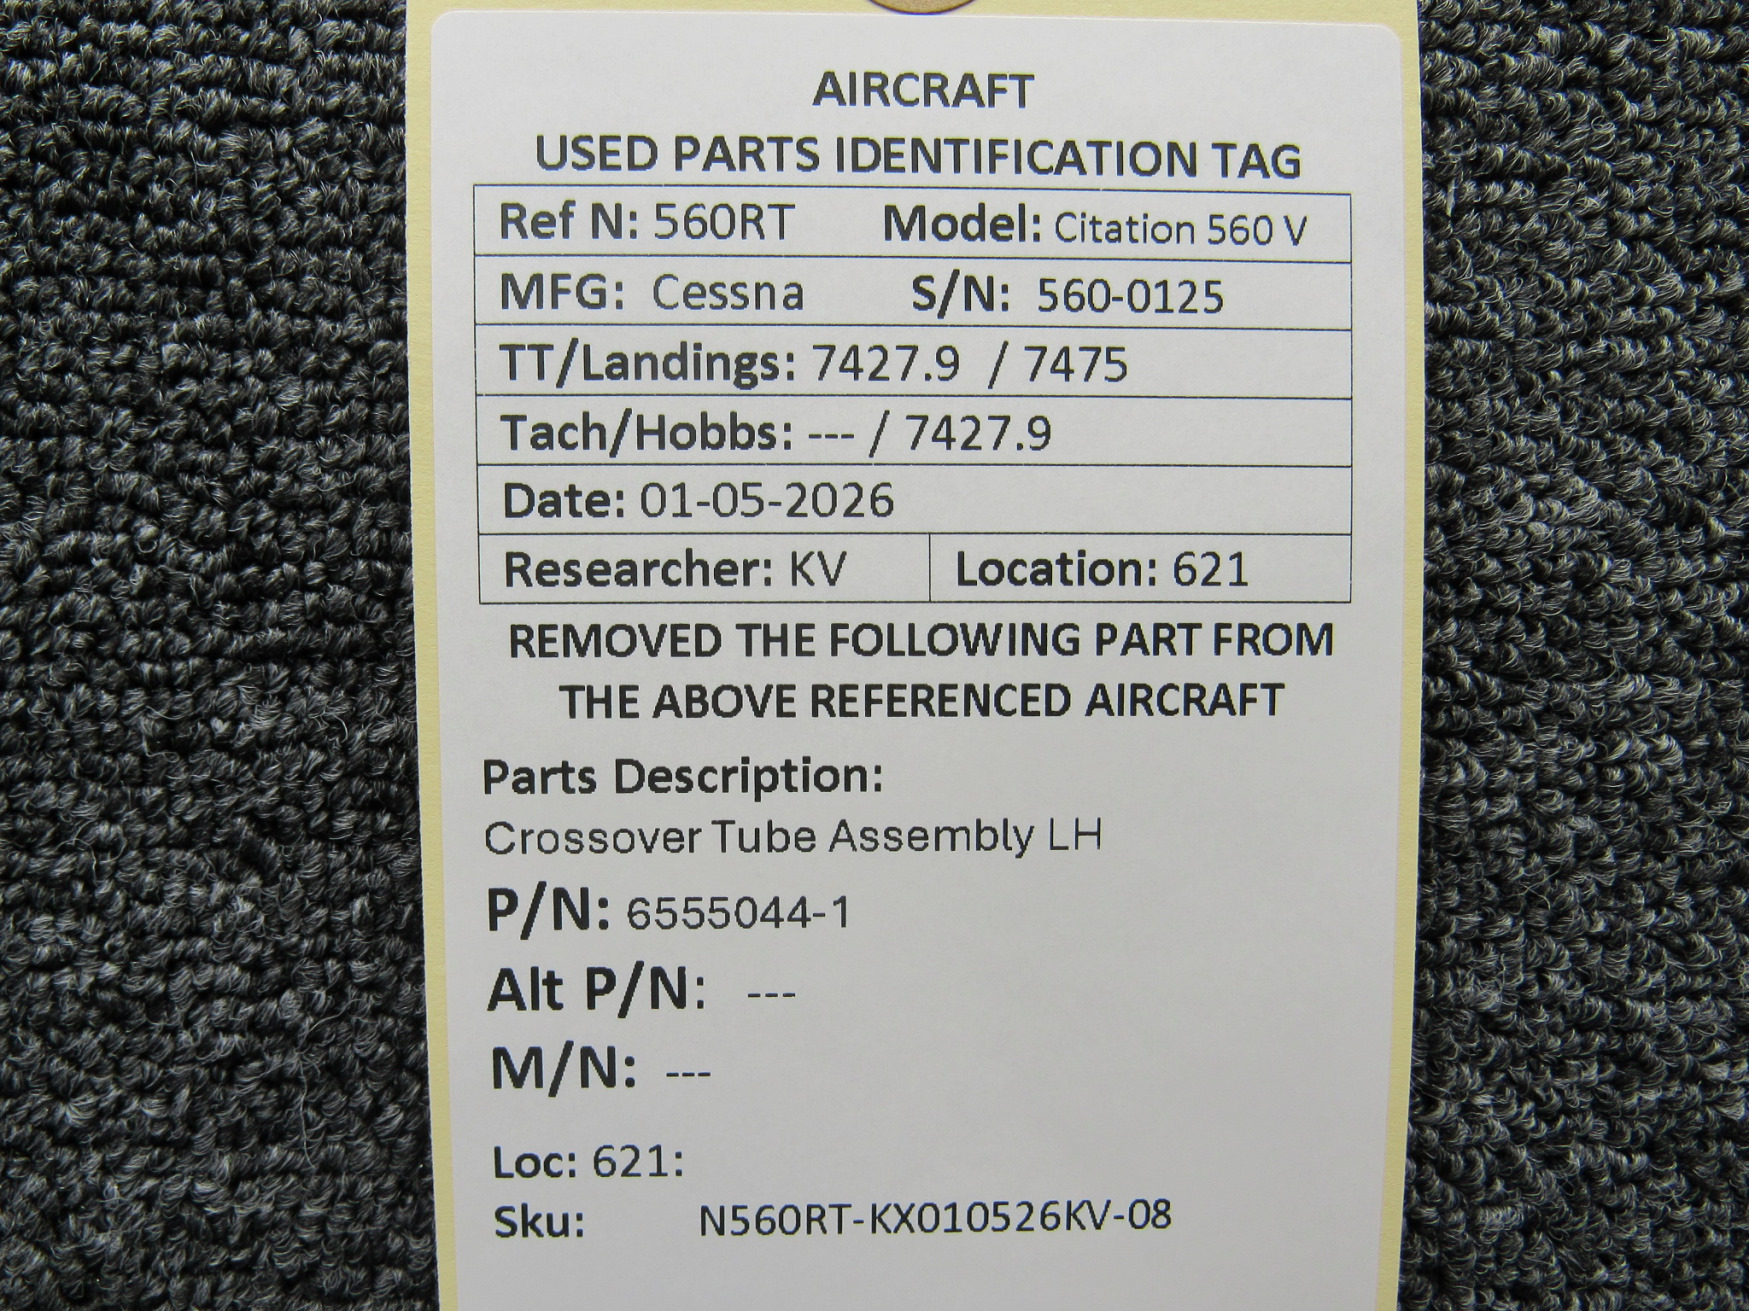 AIRCRAFT
USED PARTS IDENTIFICATION TAG
Ref N: 560RT Model: Citation 560 V
MFG: Cessna S/N: 560-0125
TT/Landings: 7427.9 / 7475
Tach/Hobbs: --- / 7427.9
Date: 01-05-2026
Researcher: KV Location: 621
REMOVED THE FOLLOWING PART FROM
THE ABOVE REFERENCED AIRCRAFT
Parts Description:
Crossover Tube Assembly LH
P/N: 6555044-1
Alt P/N: ---
M/N: ---
Loc: 621:
Sku: N560RT-KX010526KV-08